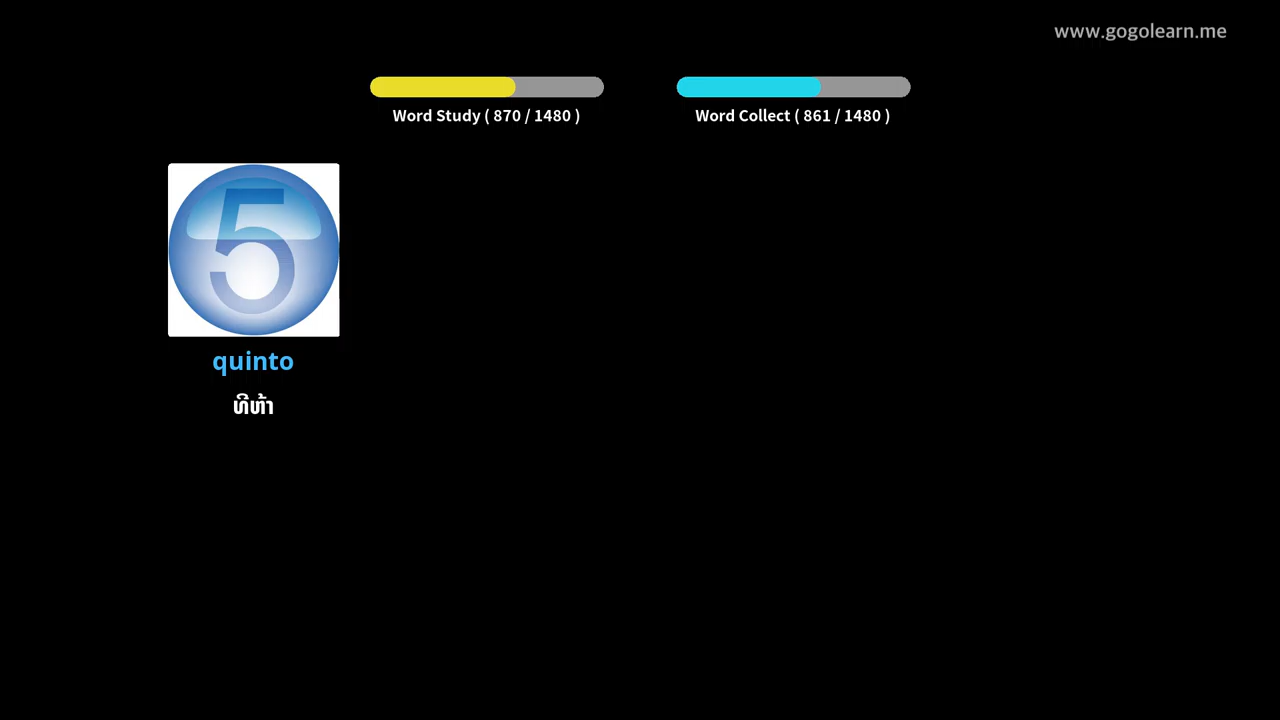 www.gogolearn.me
Word Study ( 870 / 1480 )
Word Collect ( 861 / 1480 )
5
quinto
ທີຫ້າ